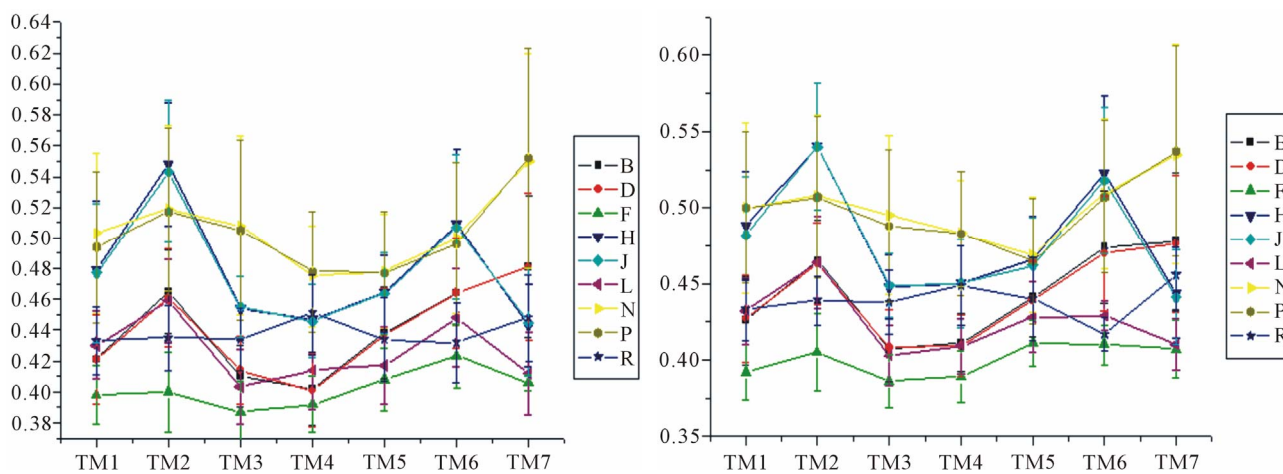 0.64
0.62
0.60
0.58
0.56
0.54
0.52
0.50
0.48
0.46
0.44
0.42
0.40
0.38
TM1 TM2 TM3 TM4 TM5 TM6 TM7
B
D
F
H
J
L
N
P
R
0.60
0.55
0.50
0.45
0.40
0.35
TM1 TM2 TM3 TM4 TM5 TM6 TM7
B
D
F
H
J
L
N
P
R